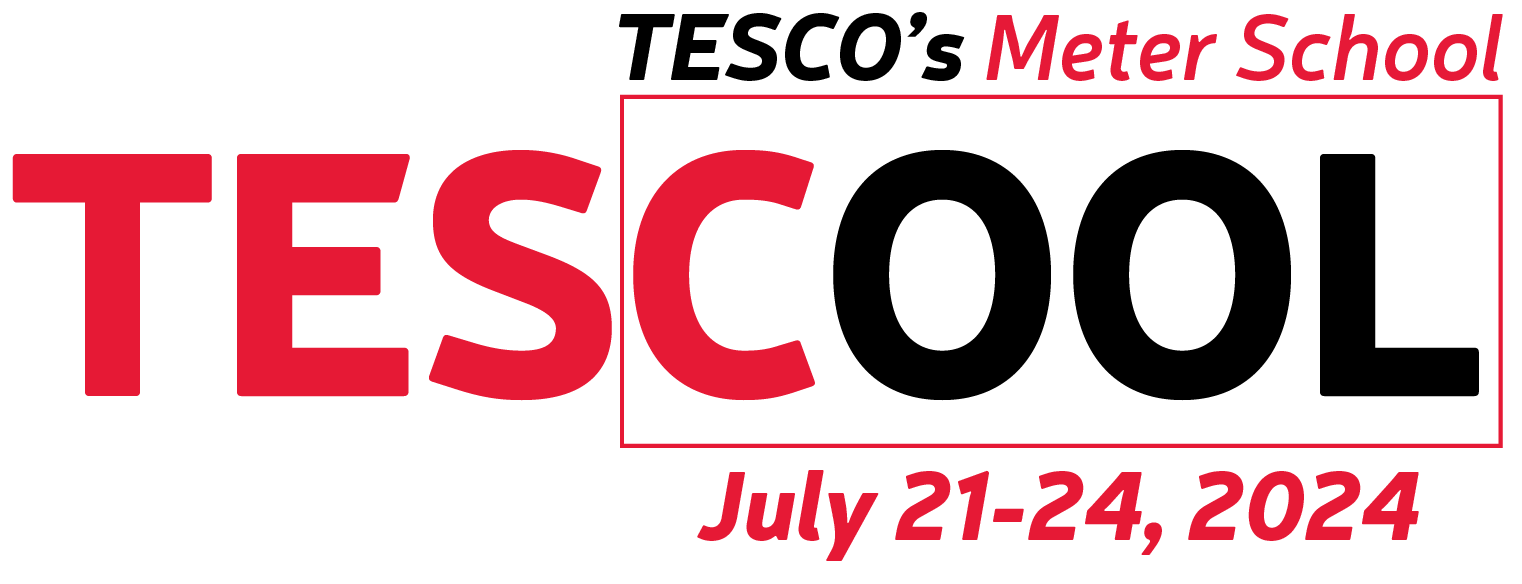 TESCO's Meter School
TESCOOL
July 21-24, 2024